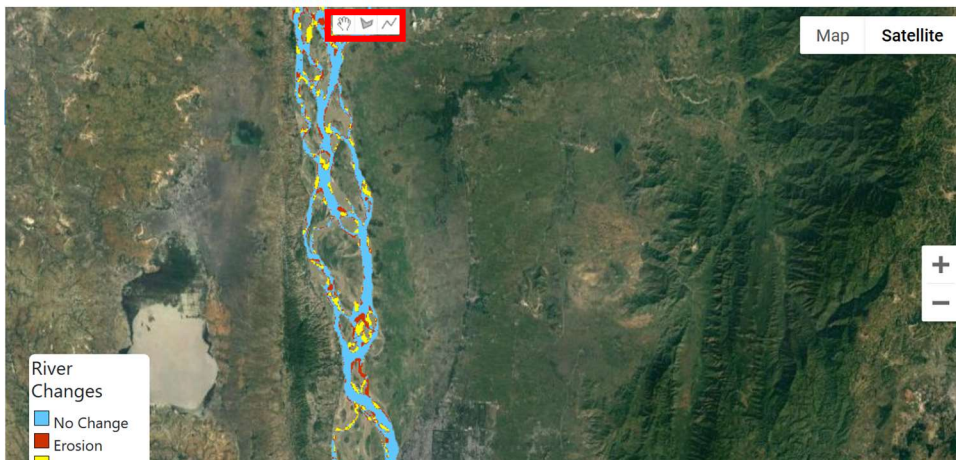 Map
Satellite
+
−
River
Changes
No Change
Erosion